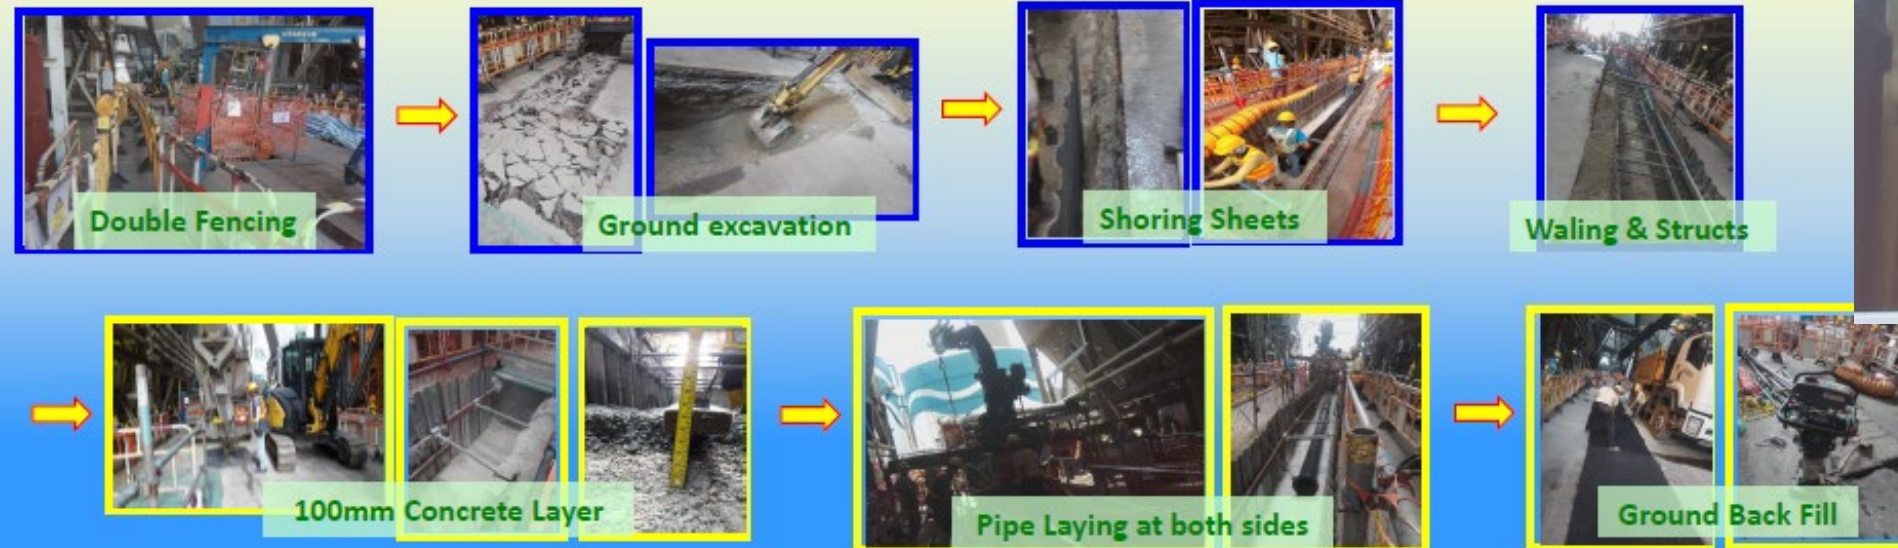 Double Fencing
Ground excavation
Shoring Sheets
Waling & Structs
100mm Concrete Layer
Pipe Laying at both sides
Ground Back Fill